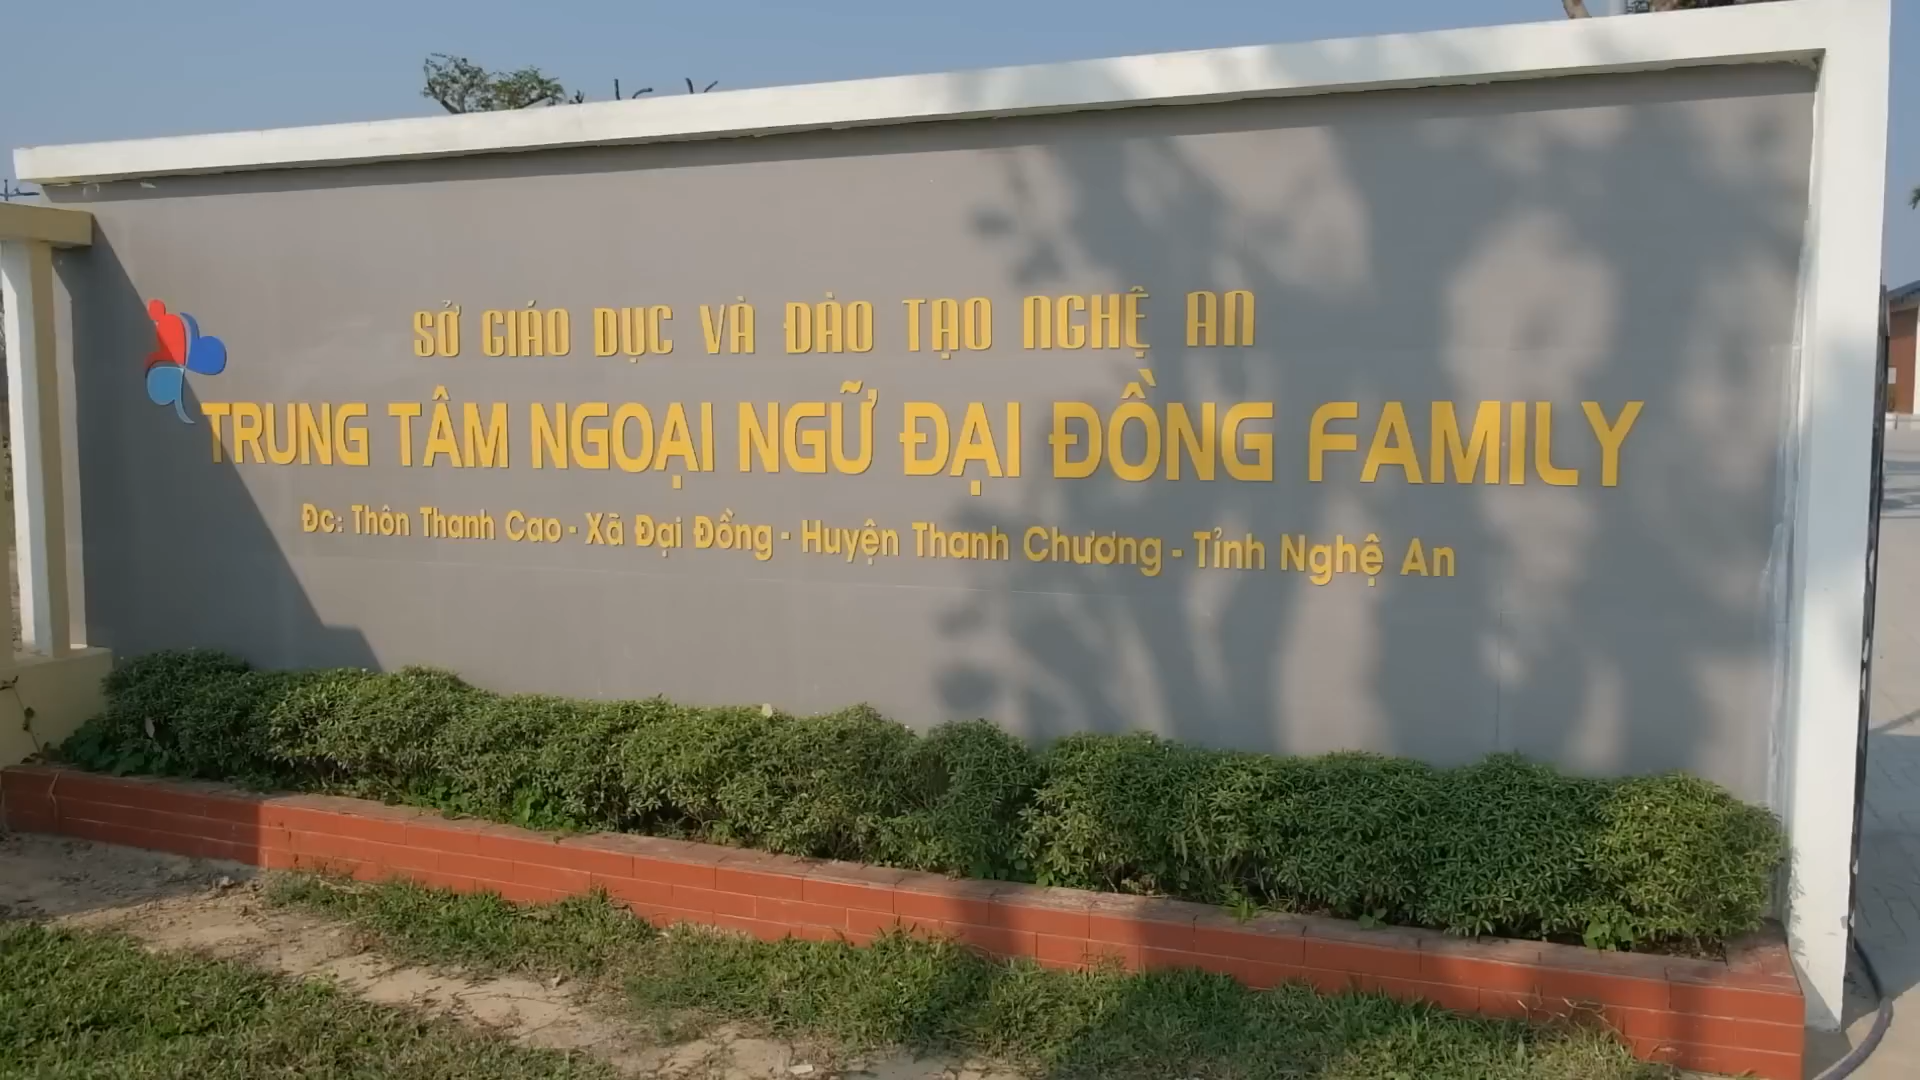 SỞ GIÁO DỤC VÀ ĐÀO TẠO NGHỆ AN
TRUNG TÂM NGOẠI NGỮ ĐẠI ĐỒNG FAMILY
Đc: Thôn Thanh Cao - Xã Đại Đồng - Huyện Thanh Chương - Tỉnh Nghệ An